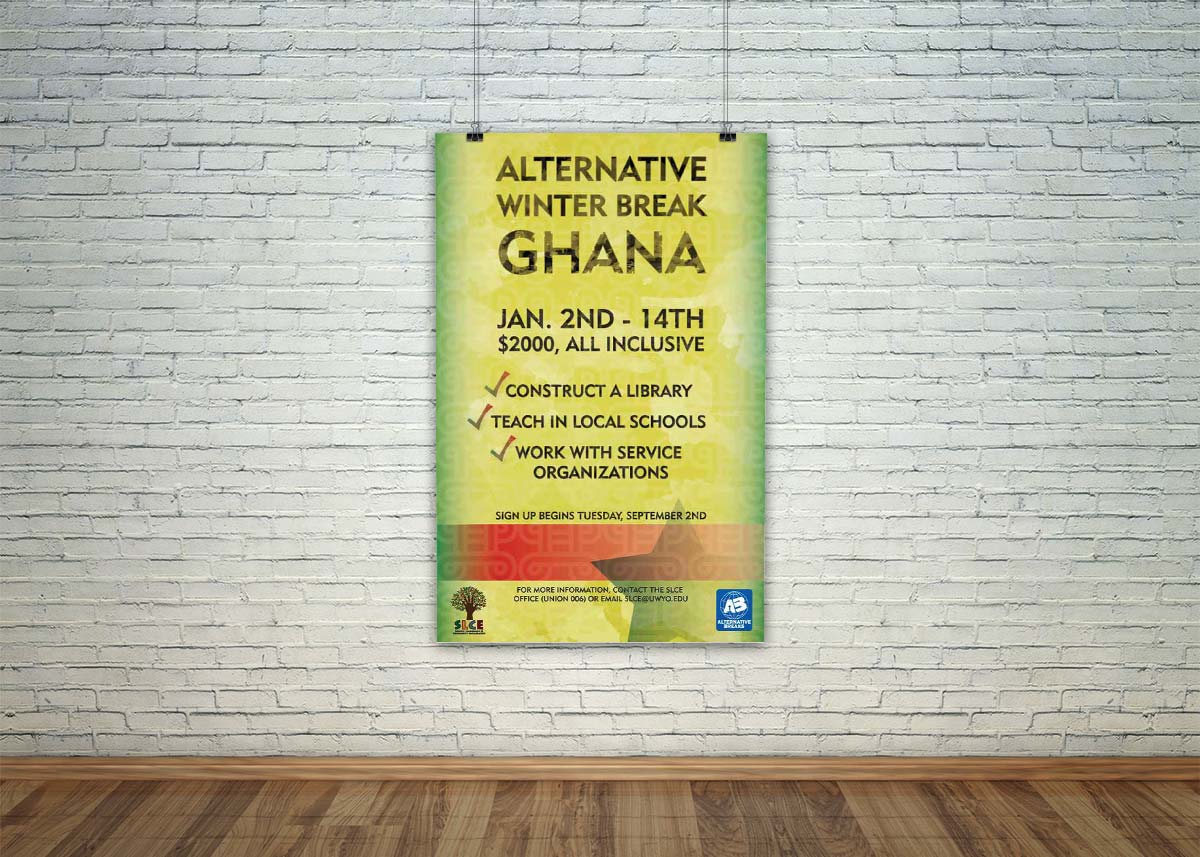 ALTERNATIVE
WINTER BREAK
GHANA
JAN. 2ND - 14TH
$2000, ALL INCLUSIVE
CONSTRUCT A LIBRARY
TEACH IN LOCAL SCHOOLS
WORK WITH SERVICE
ORGANIZATIONS
SIGN UP BEGINS TUESDAY, SEPTEMBER 2ND
FOR MORE INFORMATION, CONTACT THE SLCE
OFFICE (UNION 006) OR EMAIL SLCE@UWYO.EDU
SLCE
AB
ALTERNATIVE
BREAKS